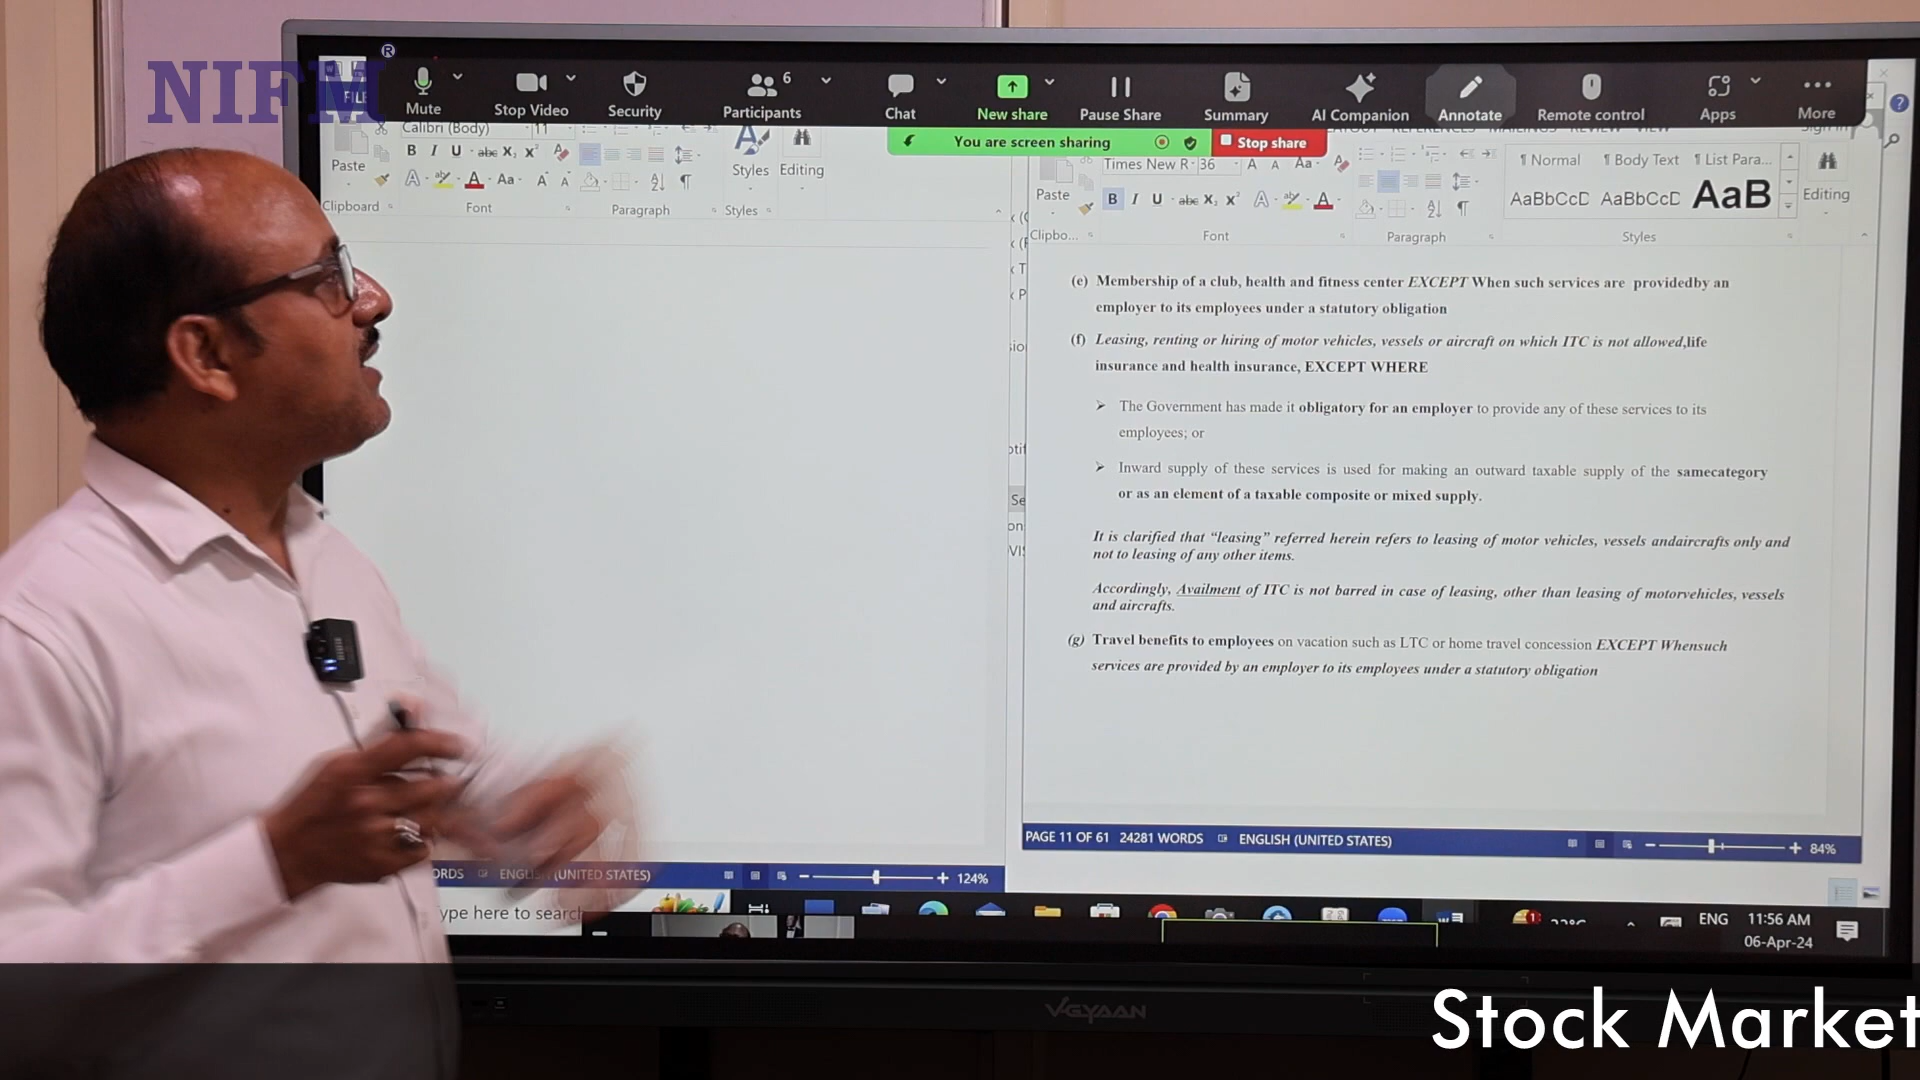 NIFM®
FILE
Mute
Stop Video
Security
Participants
6
Chat
New share
Pause Share
Summary
AI Companion
Annotate
Remote control
Apps
More
You are screen sharing
Stop share
Calibri (Body)
11
Paste
Clipboard
Font
Paragraph
Styles
Styles
Editing
Times New R
36
Paste
Clipbo...
Font
Paragraph
¶ Normal
¶ Body Text
¶ List Para...
AaBbCcD AaBbCcD AaB
Styles
Editing
(e) Membership of a club, health and fitness center EXCEPT When such services are providedby an
employer to its employees under a statutory obligation
(f) Leasing, renting or hiring of motor vehicles, vessels or aircraft on which ITC is not allowed,life
insurance and health insurance, EXCEPT WHERE
➢ The Government has made it obligatory for an employer to provide any of these services to its
employees; or
➢ Inward supply of these services is used for making an outward taxable supply of the samecategory
or as an element of a taxable composite or mixed supply.
It is clarified that “leasing” referred herein refers to leasing of motor vehicles, vessels andaircrafts only and
not to leasing of any other items.
Accordingly, Availment of ITC is not barred in case of leasing, other than leasing of motorvehicles, vessels
and aircrafts.
(g) Travel benefits to employees on vacation such as LTC or home travel concession EXCEPT Whensuch
services are provided by an employer to its employees under a statutory obligation
PAGE 11 OF 61 24281 WORDS ENGLISH (UNITED STATES)
84%
(UNITED STATES)
124%
ype here to search
ENG
11:56 AM
06-Apr-24
VGYAAN
Stock Market